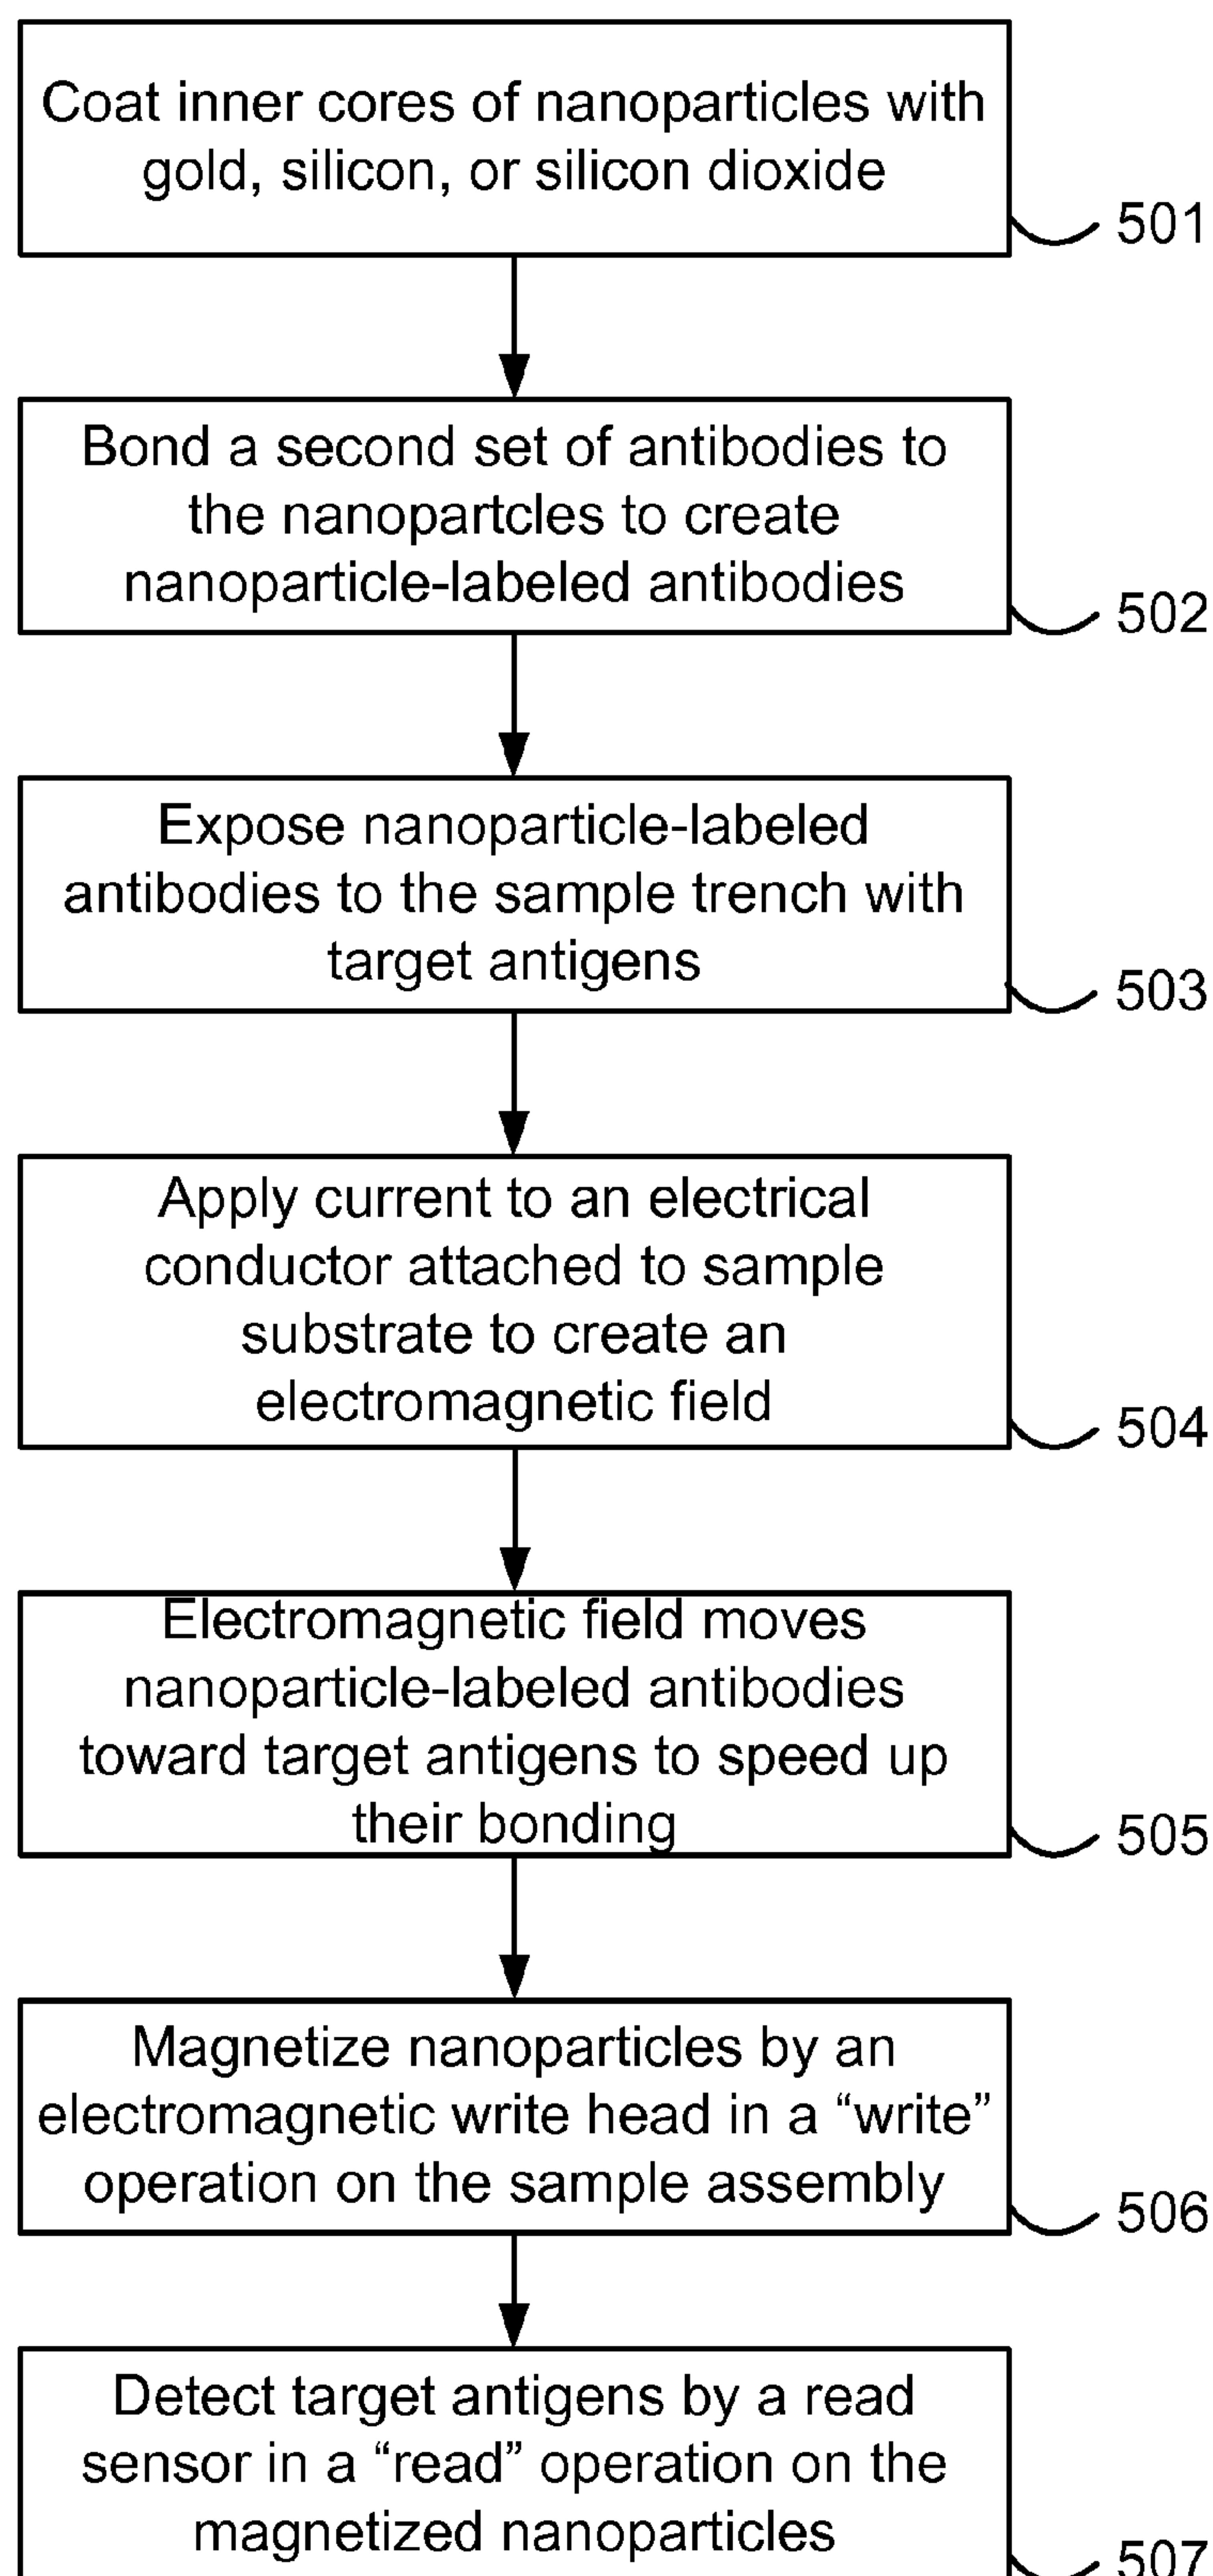 Coat inner cores of nanoparticles with
gold, silicon, or silicon dioxide
501
Bond a second set of antibodies to
the nanopartcles to create
nanoparticle-labeled antibodies
502
Expose nanoparticle-labeled
antibodies to the sample trench with
target antigens
503
Apply current to an electrical
conductor attached to sample
substrate to create an
electromagnetic field
504
Electromagnetic field moves
nanoparticle-labeled antibodies
toward target antigens to speed up
their bonding
505
Magnetize nanoparticles by an
electromagnetic write head in a “write”
operation on the sample assembly
506
Detect target antigens by a read
sensor in a “read” operation on the
magnetized nanoparticles
507